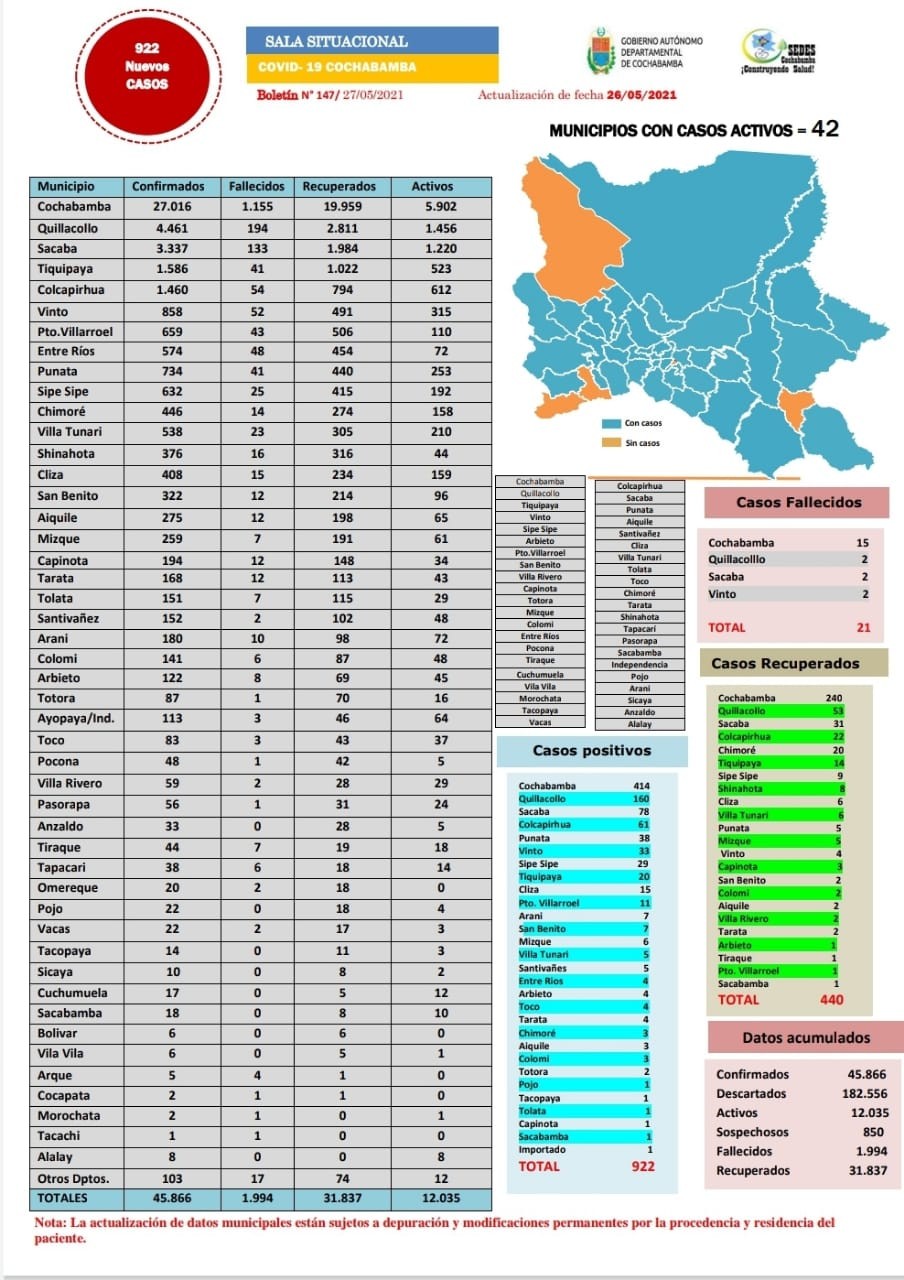 922
Nuevos
CASOS
SALA SITUACIONAL
COVID- 19 COCHABAMBA
Boletín N° 147/ 27/05/2021
Actualización de fecha 26/05/2021
GOBIERNO AUTÓNOMO
DEPARTAMENTAL
DE COCHABAMBA
SEDES
Cochabamba
¡Construyendo Salud!
MUNICIPIOS CON CASOS ACTIVOS = 42
Municipio Confirmados Fallecidos Recuperados Activos
Cochabamba 27.016 1.155 19.959 5.902
Quillacollo 4.461 194 2.811 1.456
Sacaba 3.337 133 1.984 1.220
Tiquipaya 1.586 41 1.022 523
Colcapirhua 1.460 54 794 612
Vinto 858 52 491 315
Pto.Villarroel 659 43 506 110
Entre Ríos 574 48 454 72
Punata 734 41 440 253
Sipe Sipe 632 25 415 192
Chimoré 446 14 274 158
Villa Tunari 538 23 305 210
Shinahota 376 16 316 44
Cliza 408 15 234 159
San Benito 322 12 214 96
Aiquile 275 12 198 65
Mizque 259 7 191 61
Capinota 194 12 148 34
Tarata 168 12 113 43
Tolata 151 7 115 29
Santivañez 152 2 102 48
Arani 180 10 98 72
Colomi 141 6 87 48
Arbieto 122 8 69 45
Totora 87 1 70 16
Ayopaya/Ind. 113 3 46 64
Toco 83 3 43 37
Pocona 48 1 42 5
Villa Rivero 59 2 28 29
Pasorapa 56 1 31 24
Anzaldo 33 0 28 5
Tiraque 44 7 19 18
Tapacari 38 6 18 14
Omereque 20 2 18 0
Pojo 22 0 18 4
Vacas 22 2 17 3
Tacopaya 14 0 11 3
Sicaya 10 0 8 2
Cuchumuela 17 0 5 12
Sacabamba 18 0 8 10
Bolivar 6 0 6 0
Vila Vila 6 0 5 1
Arque 5 4 1 0
Cocapata 2 1 1 0
Morochata 2 1 0 1
Tacachi 1 1 0 0
Alalay 8 0 0 8
Otros Dptos. 103 17 74 12
TOTALES 45.866 1.994 31.837 12.035
Con casos
Sin casos
Cochabamba
Quillacollo
Tiquipaya
Vinto
Sipe Sipe
Arbieto
Pto.Villarroel
San Benito
Villa Rivero
Capinota
Totora
Mizque
Colomi
Entre Ríos
Pocona
Tiraque
Cuchumuela
Vila Vila
Morochata
Tacopaya
Vacas
Colcapirhua
Sacaba
Punata
Aiquile
Santivañez
Cliza
Villa Tunari
Tolata
Toco
Chimoré
Tarata
Shinahota
Tapacarí
Pasorapa
Sacabamba
Independencia
Pojo
Arani
Sicaya
Anzaldo
Alalay
Casos positivos
Cochabamba 414
Quillacollo 160
Sacaba 78
Colcapirhua 61
Punata 38
Vinto 33
Sipe Sipe 29
Tiquipaya 20
Cliza 15
Pto. Villarroel 11
Arani 7
San Benito 7
Mizque 6
Villa Tunari 5
Santivañes 5
Entre Rios 4
Arbieto 4
Toco 4
Tarata 4
Chimoré 3
Aiquile 3
Colomi 3
Totora 2
Pojo 1
Tacopaya 1
Tolata 1
Capinota 1
Sacabamba 1
Importado 1
TOTAL 922
Casos Fallecidos
Cochabamba 15
Quillacolllo 2
Sacaba 2
Vinto 2
TOTAL 21
Casos Recuperados
Cochabamba 240
Quillacollo 53
Sacaba 31
Colcapirhua 22
Chimoré 20
Tiquipaya 14
Sipe Sipe 9
Shinahota 8
Cliza 6
Villa Tunari 6
Punata 5
Mizque 5
Vinto 4
Capinota 3
San Benito 2
Colomi 2
Aiquile 2
Villa Rivero 2
Tarata 2
Arbieto 1
Tiraque 1
Pto. Villarroel 1
Sacabamba 1
TOTAL 440
Datos acumulados
Confirmados 45.866
Descartados 182.556
Activos 12.035
Sospechosos 850
Fallecidos 1.994
Recuperados 31.837
Nota: La actualización de datos municipales están sujetos a depuración y modificaciones permanentes por la procedencia y residencia del
paciente.